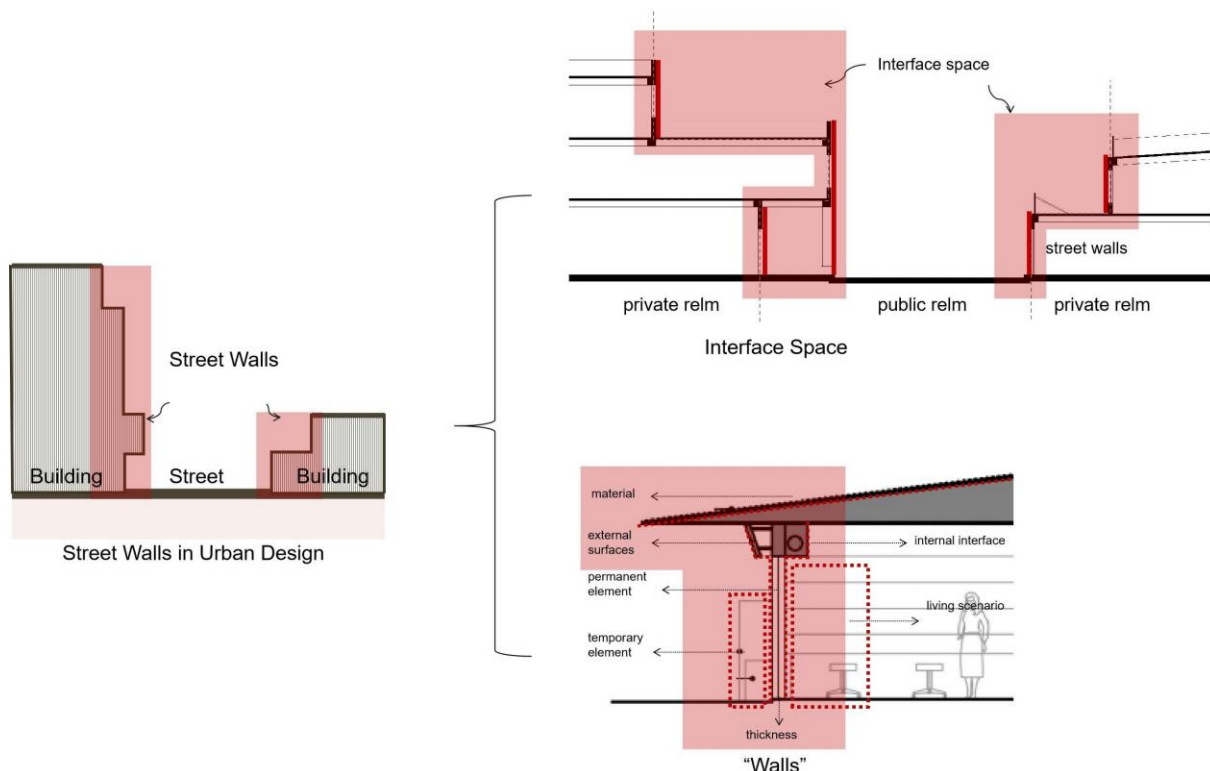 Street Walls
Building
Street
Building
Street Walls in Urban Design
Interface space
street walls
private relm
public relm
private relm
Interface Space
material
external
surfaces
internal interface
permanent
element
living scenario
temporary
element
thickness
“Walls”